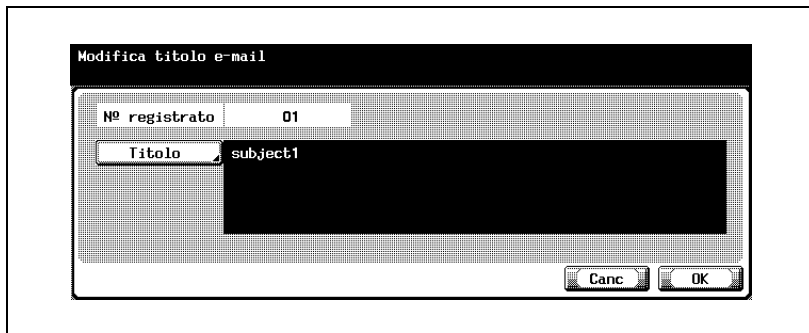 Modifica titolo e-mail
Nº registrato 01
Titolo subject1
Canc OK